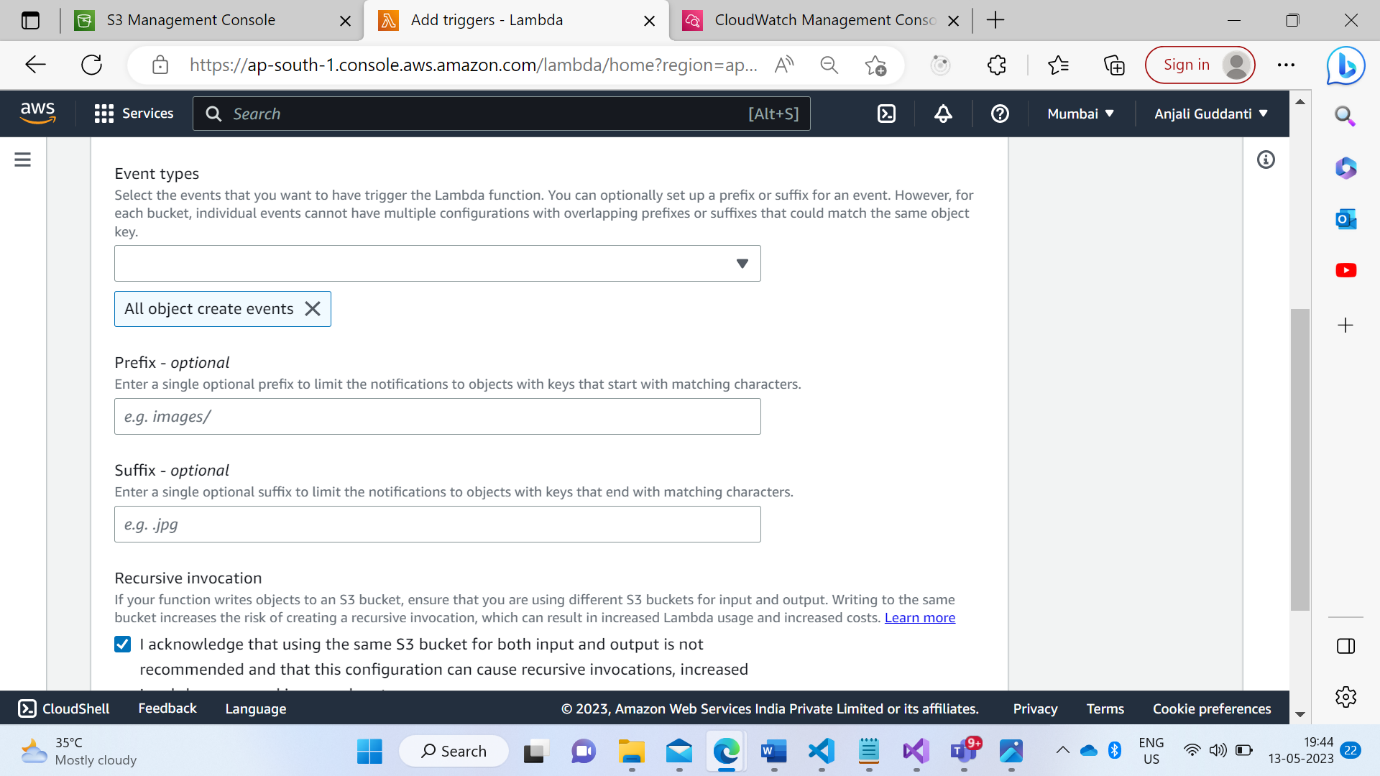 S3 Management Console
Add triggers - Lambda
CloudWatch Management Conso
https://ap-south-1.console.aws.amazon.com/lambda/home?region=ap...
Sign in
aws
Services
Search
[Alt+S]
Mumbai
Anjali Guddanti
Event types
Select the events that you want to have trigger the Lambda function. You can optionally set up a prefix or suffix for an event. However, for
each bucket, individual events cannot have multiple configurations with overlapping prefixes or suffixes that could match the same object
key.
All object create events
Prefix - optional
Enter a single optional prefix to limit the notifications to objects with keys that start with matching characters.
e.g. images/
Suffix - optional
Enter a single optional suffix to limit the notifications to objects with keys that end with matching characters.
e.g. .jpg
Recursive invocation
If your function writes objects to an S3 bucket, ensure that you are using different S3 buckets for input and output. Writing to the same
bucket increases the risk of creating a recursive invocation, which can result in increased Lambda usage and increased costs. Learn more
I acknowledge that using the same S3 bucket for both input and output is not
recommended and that this configuration can cause recursive invocations, increased
CloudShell
Feedback
Language
© 2023, Amazon Web Services India Private Limited or its affiliates.
Privacy
Terms
Cookie preferences
35°C
Mostly cloudy
Search
9+
ENG
US
19:44
13-05-2023
22